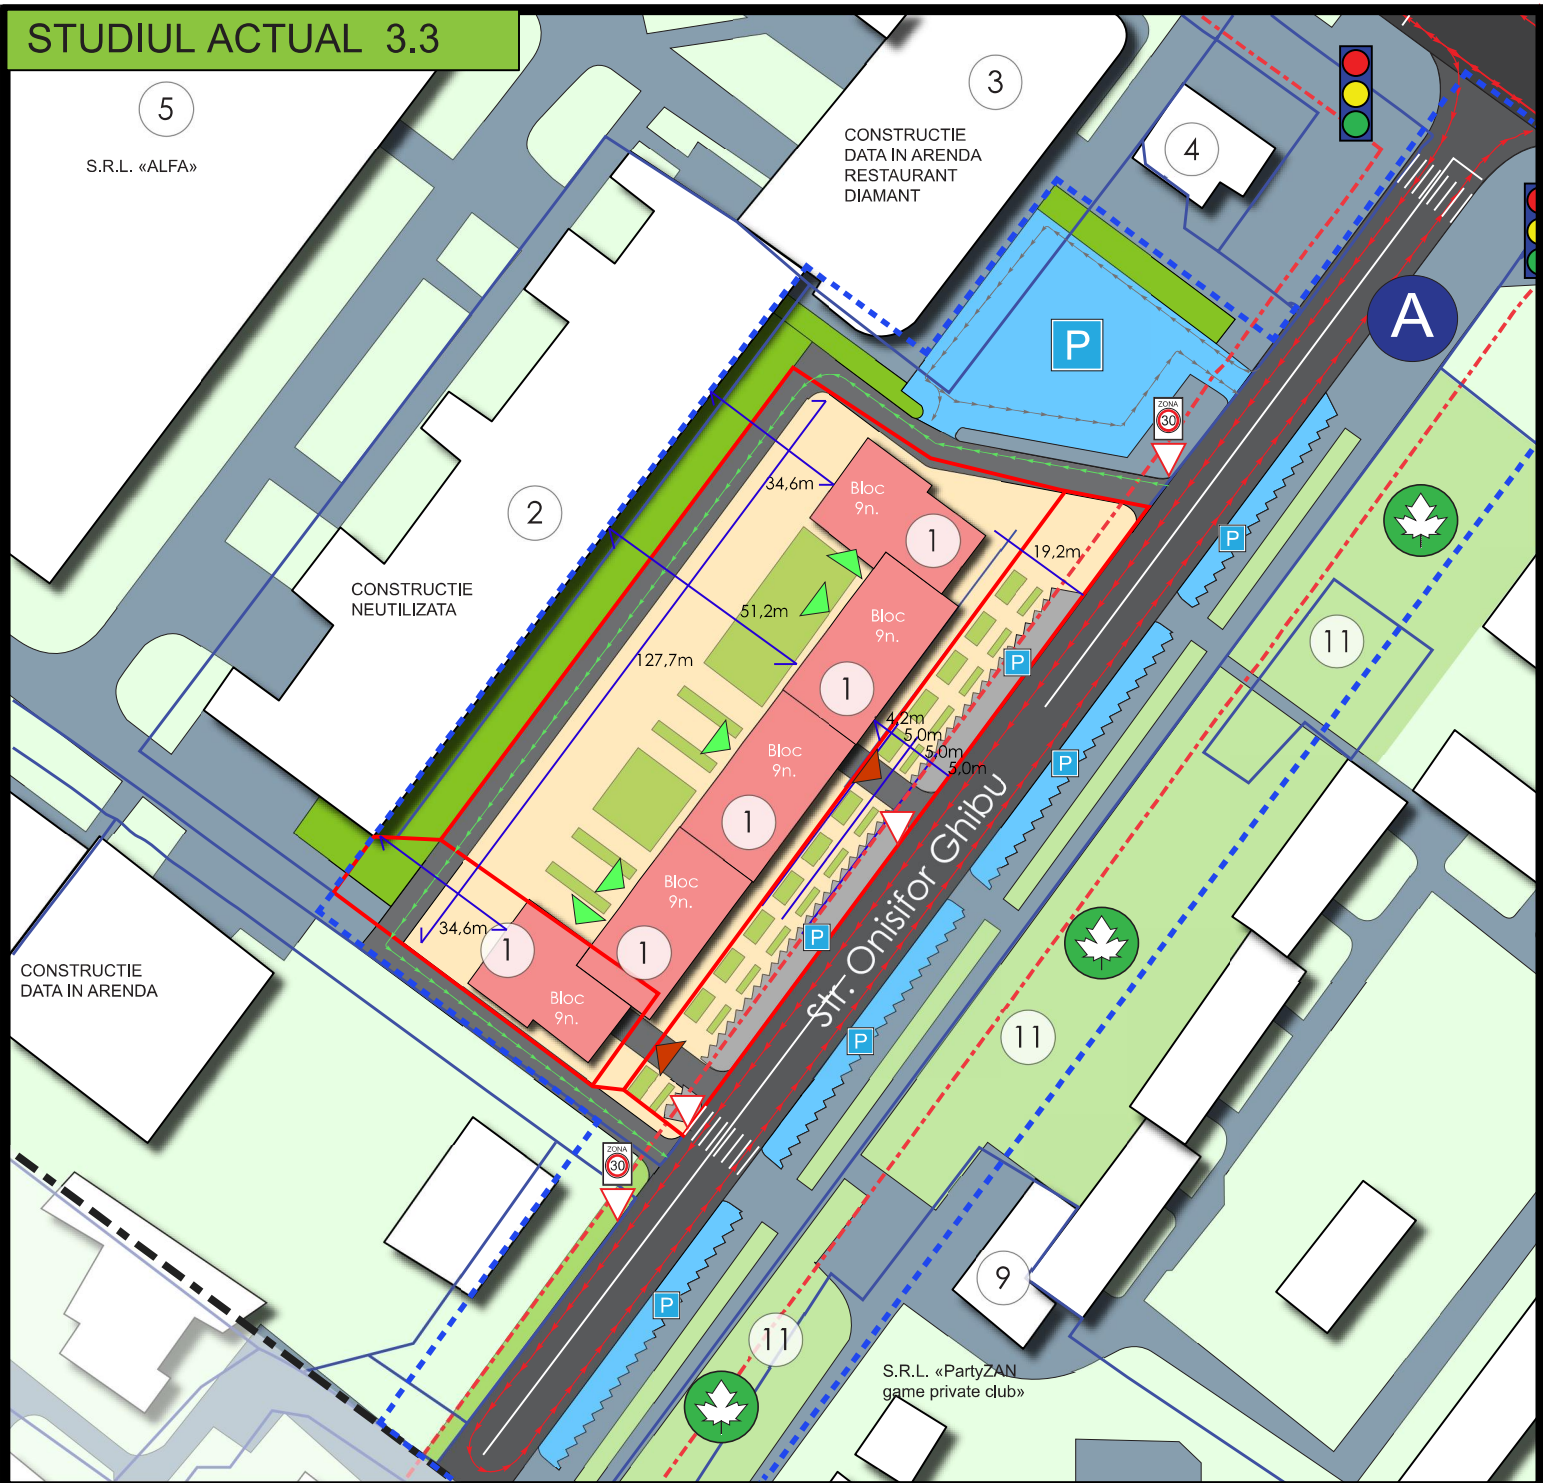 STUDIUL ACTUAL 3.3
5
S.R.L. «ALFA»
3
CONSTRUCTIE
DATA IN ARENDA
RESTAURANT
DIAMANT
4
A
P
ZONA
30
2
CONSTRUCTIE
NEUTILIZATA
34,6m
Bloc
9n.
1
19,2m
P
51,2m
Bloc
9n.
11
127,7m
P
1
4,2m
5,0m
5,0m
5,0m
Bloc
9n.
P
1
Str. Onisifor Ghibu
Bloc
9n.
34,6m
1
1
P
CONSTRUCTIE
DATA IN ARENDA
Bloc
9n.
P
11
ZONA
30
9
P
11
S.R.L. «PartyZAN
game private club»